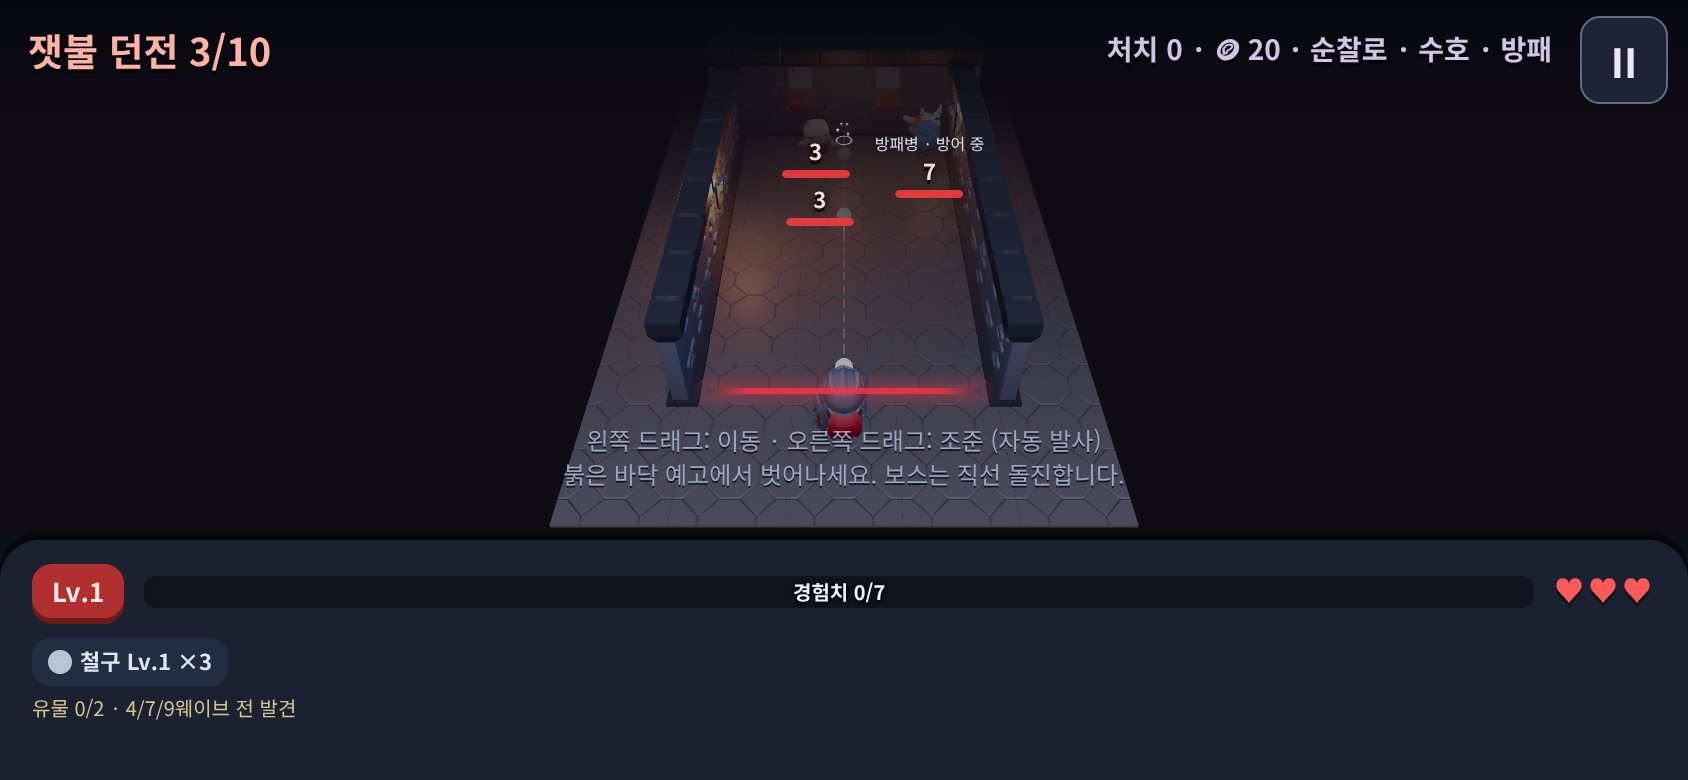 잿불 던전 3/10
처치 0 · 20 · 순찰로 · 수호 · 방패
방패병 · 방어 중
3
7
3
왼쪽 드래그: 이동 · 오른쪽 드래그: 조준 (자동 발사)
붉은 바닥 예고에서 벗어나세요. 보스는 직선 돌진합니다.
Lv.1
경험치 0/7
철구 Lv.1 ×3
유물 0/2 · 4/7/9웨이브 전 발견